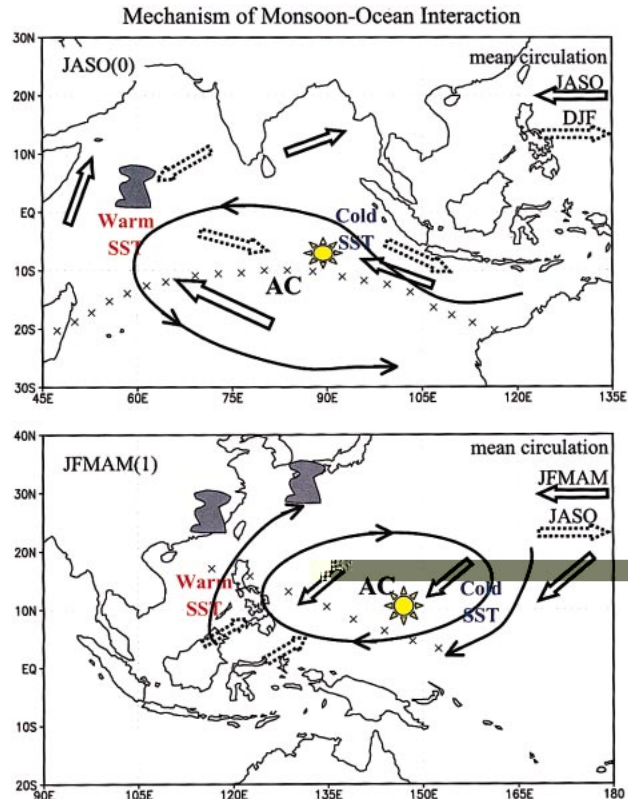 Mechanism of Monsoon-Ocean Interaction
JASO(0)
mean circulation
JASO
DJF
Warm
SST
Cold
SST
AC
30N
20N
10N
EQ
10S
20S
30S
45E
60E
75E
90E
105E
120E
135E
JFMAM(1)
mean circulation
JFMAM
JASO
Warm
SST
AC
Cold
SST
40N
30N
20N
10N
EQ
10S
20S
90E
105E
120E
135E
150E
165E
180